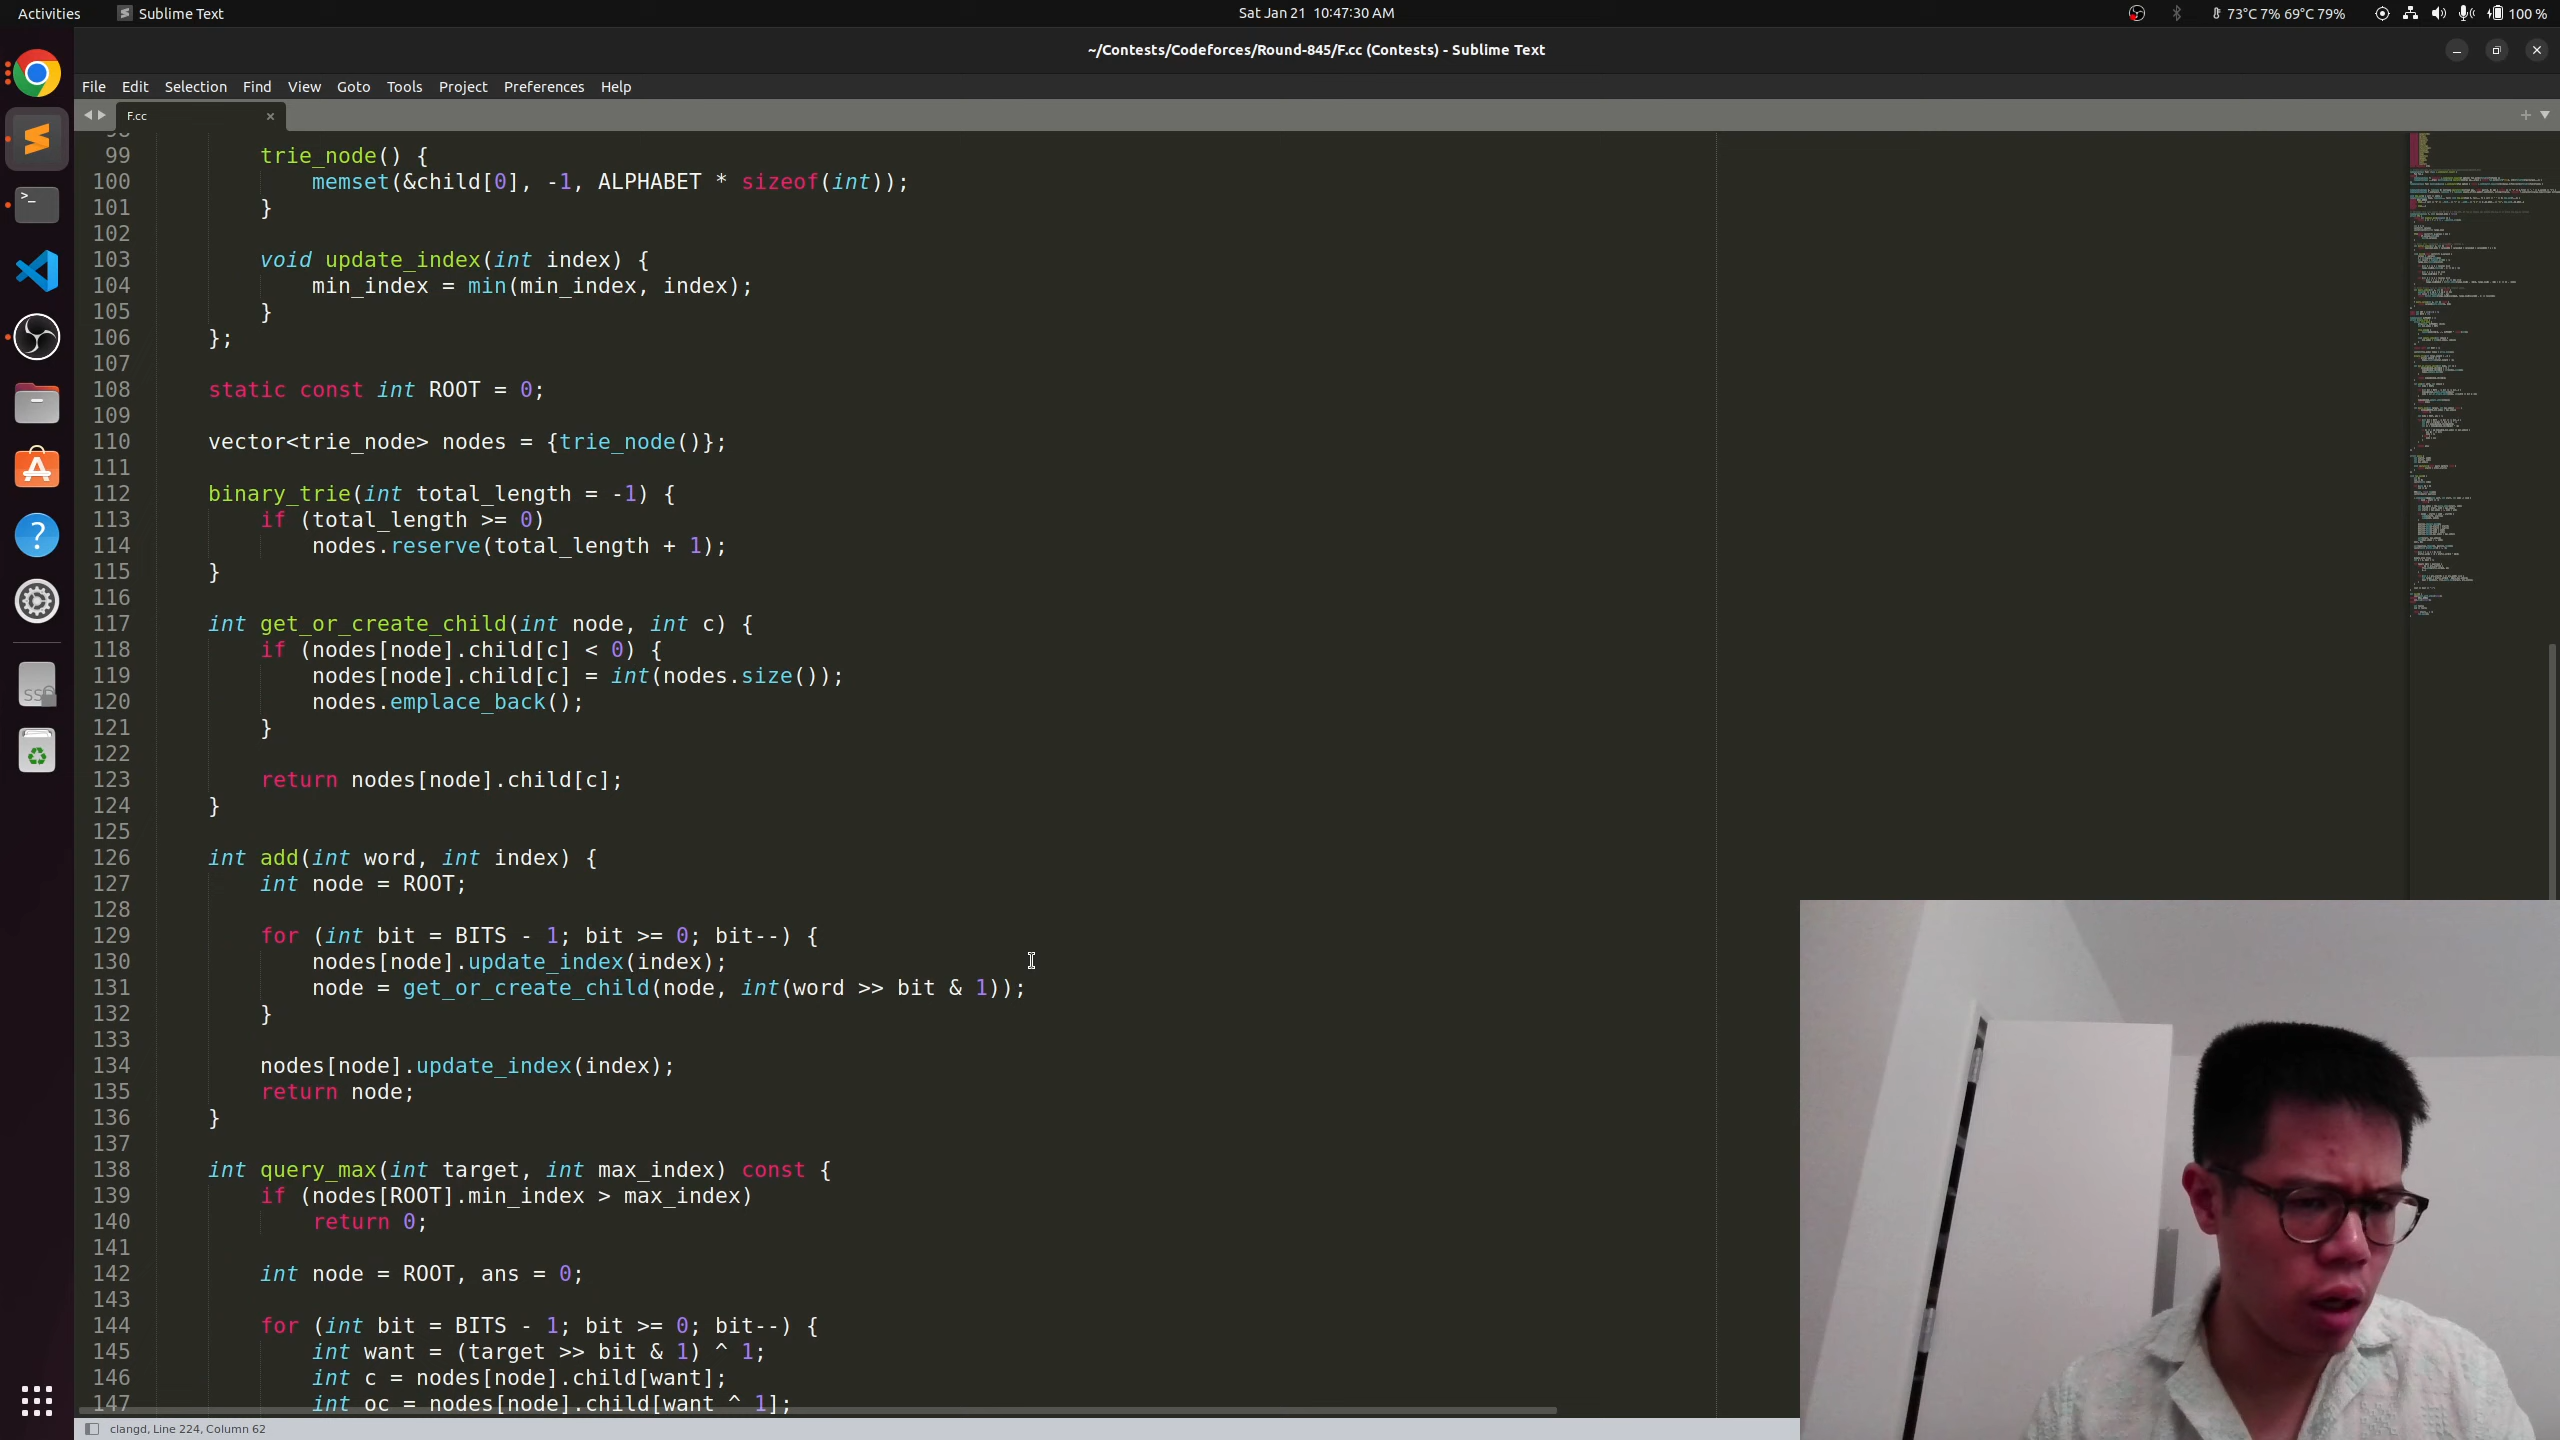 Activities
Sublime Text
Sat Jan 21 10:47:30 AM
73°C 7% 69°C 79%
100 %
~/Contests/Codeforces/Round-845/F.cc (Contests) - Sublime Text
File Edit Selection Find View Goto Tools Project Preferences Help
F.cc
99 trie_node() {
100 memset(&child[0], -1, ALPHABET * sizeof(int));
101 }
102
103 void update_index(int index) {
104 min_index = min(min_index, index);
105 }
106 };
107
108 static const int ROOT = 0;
109
110 vector<trie_node> nodes = {trie_node()};
111
112 binary_trie(int total_length = -1) {
113 if (total_length >= 0)
114 nodes.reserve(total_length + 1);
115 }
116
117 int get_or_create_child(int node, int c) {
118 if (nodes[node].child[c] < 0) {
119 nodes[node].child[c] = int(nodes.size());
120 nodes.emplace_back();
121 }
122
123 return nodes[node].child[c];
124 }
125
126 int add(int word, int index) {
127 int node = ROOT;
128
129 for (int bit = BITS - 1; bit >= 0; bit--) {
130 nodes[node].update_index(index);
131 node = get_or_create_child(node, int(word >> bit & 1));
132 }
133
134 nodes[node].update_index(index);
135 return node;
136 }
137
138 int query_max(int target, int max_index) const {
139 if (nodes[ROOT].min_index > max_index)
140 return 0;
141
142 int node = ROOT, ans = 0;
143
144 for (int bit = BITS - 1; bit >= 0; bit--) {
145 int want = (target >> bit & 1) ^ 1;
146 int c = nodes[node].child[want];
147 int oc = nodes[node].child[want ^ 1];
clangd, Line 224, Column 62